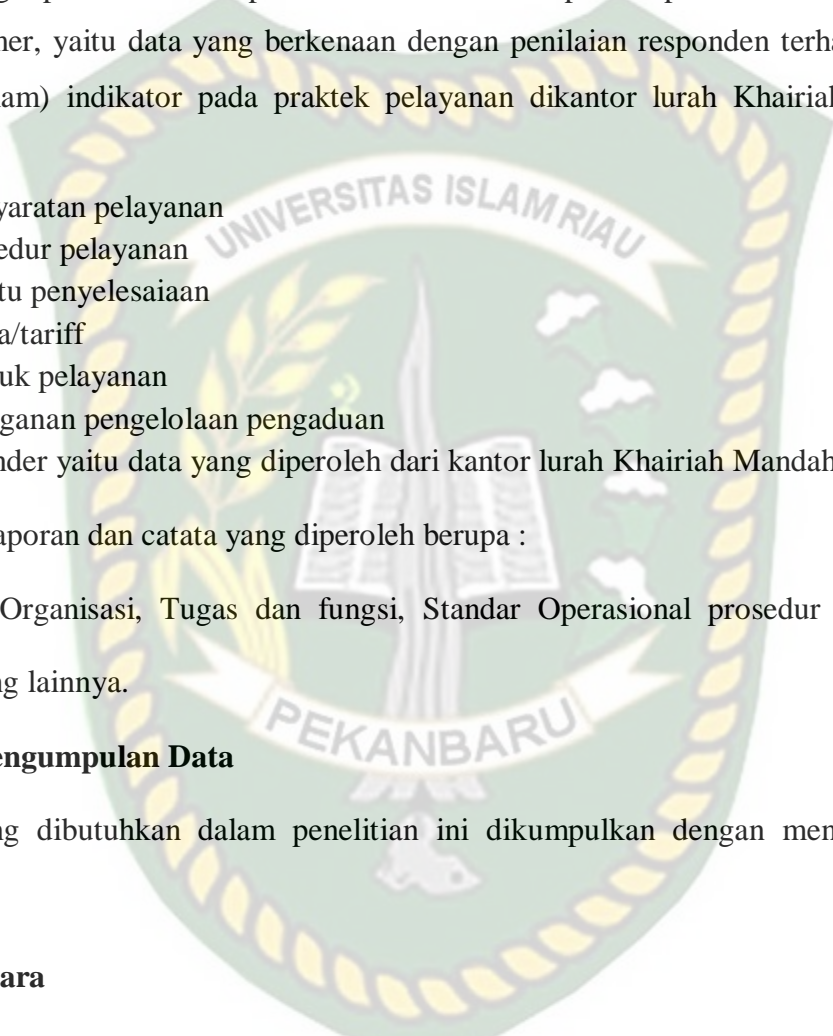 ner, yaitu data yang berkenaan dengan penilaian responden terha
am) indikator pada praktek pelayanan dikantor lurah Khairiah
UNIVERSITAS ISLAM RIAU
yaratan pelayanan
edur pelayanan
tu penyelesaiaan
a/tariff
uk pelayanan
ganan pengelolaan pengaduan
nder yaitu data yang diperoleh dari kantor lurah Khairiah Mandah
aporan dan catata yang diperoleh berupa :
Organisasi, Tugas dan fungsi, Standar Operasional prosedur
ng lainnya.
PEKANBARU
engumpulan Data
ng dibutuhkan dalam penelitian ini dikumpulkan dengan men
ara